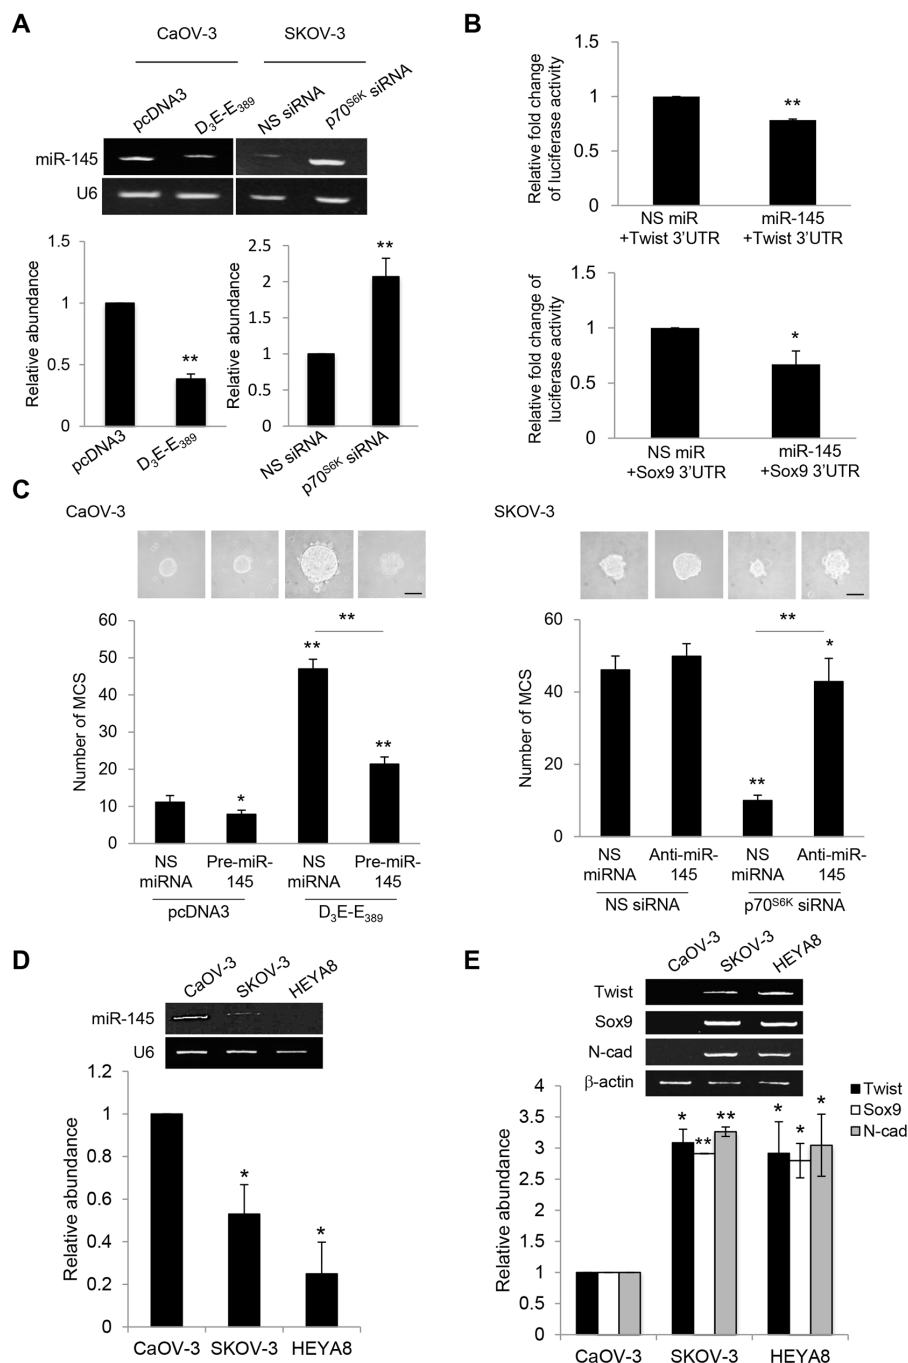 A
CaOV-3 SKOV-3
pcDNA3 D3E-E389 NS siRNA p70S6K siRNA
miR-145
U6
Relative abundance
1.5
1
0.5
0
**
pcDNA3 D3E-E389
Relative abundance
2.5
2
1.5
1
0.5
0
**
NS siRNA p70S6K siRNA
B
Relative fold change
of luciferase activity
1.5
1
0.5
0
**
NS miR miR-145
+Twist 3’UTR +Twist 3’UTR
Relative fold change of
luciferase activity
1.5
1
0.5
0
*
NS miR miR-145
+Sox9 3’UTR +Sox9 3’UTR
C
CaOV-3
Number of MCS
60
50
40
30
20
10
0
**
* ** **
NS Pre-miR- NS Pre-miR-
miRNA 145 miRNA 145
pcDNA3 D3E-E389
SKOV-3
Number of MCS
60
40
20
0
**
** *
NS Anti-miR- NS Anti-miR-
miRNA 145 miRNA 145
NS siRNA p70S6K siRNA
D
CaOV-3 SKOV-3 HEYA8
miR-145
U6
Relative abundance
1.2
1
0.8
0.6
0.4
0.2
0
* *
CaOV-3 SKOV-3 HEYA8
E
CaOV-3 SKOV-3 HEYA8
Twist
Sox9
N-cad
β-actin
Relative abundance
4
3.5
3
2.5
2
1.5
1
0.5
0
* ** ** * * *
Twist
Sox9
N-cad
CaOV-3 SKOV-3 HEYA8